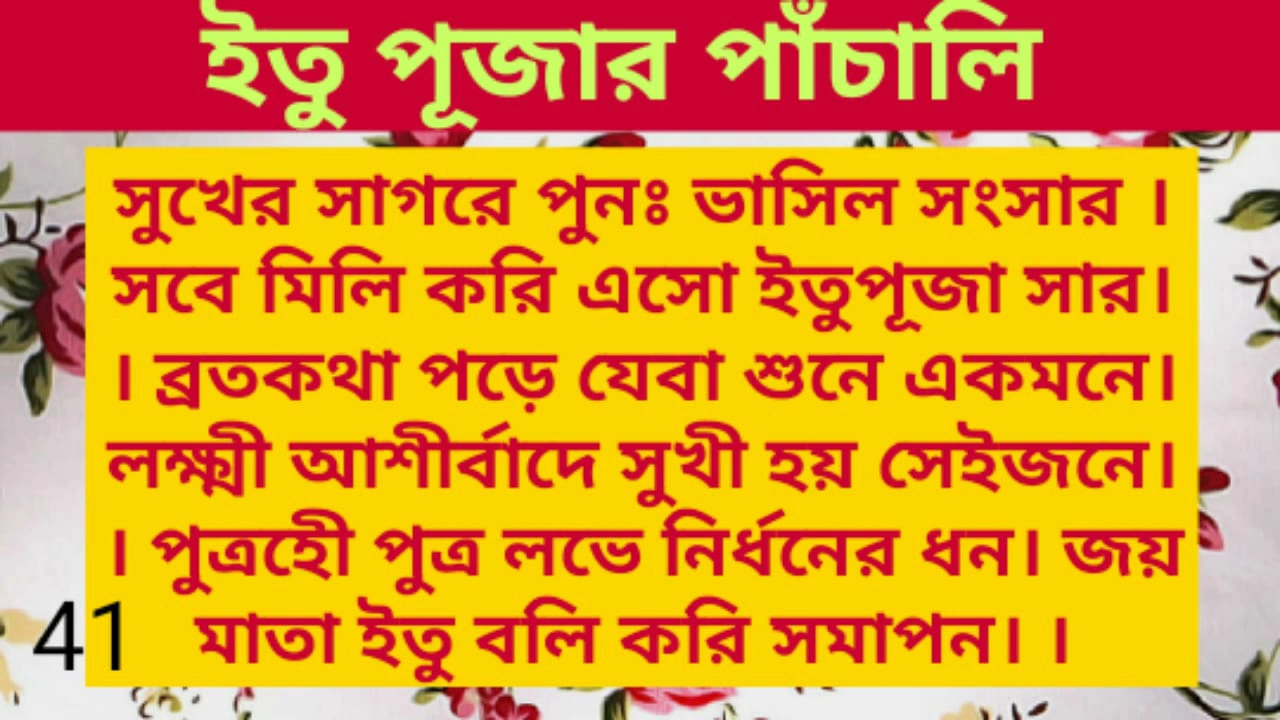 ইতু পূজার পাঁচালি
সুখের সাগরে পুনঃ ভাসিল সংসার ।
সবে মিলি করি এসো ইতুপূজা সার।
। ব্রতকথা পড়ে যেবা শুনে একমনে।
লক্ষ্মী আশীর্বাদে সুখী হয় সেইজনে।
। পুত্রহেী পুত্র লভে নির্ধনের ধন। জয়
মাতা ইতু বলি করি সমাপন। ।
41